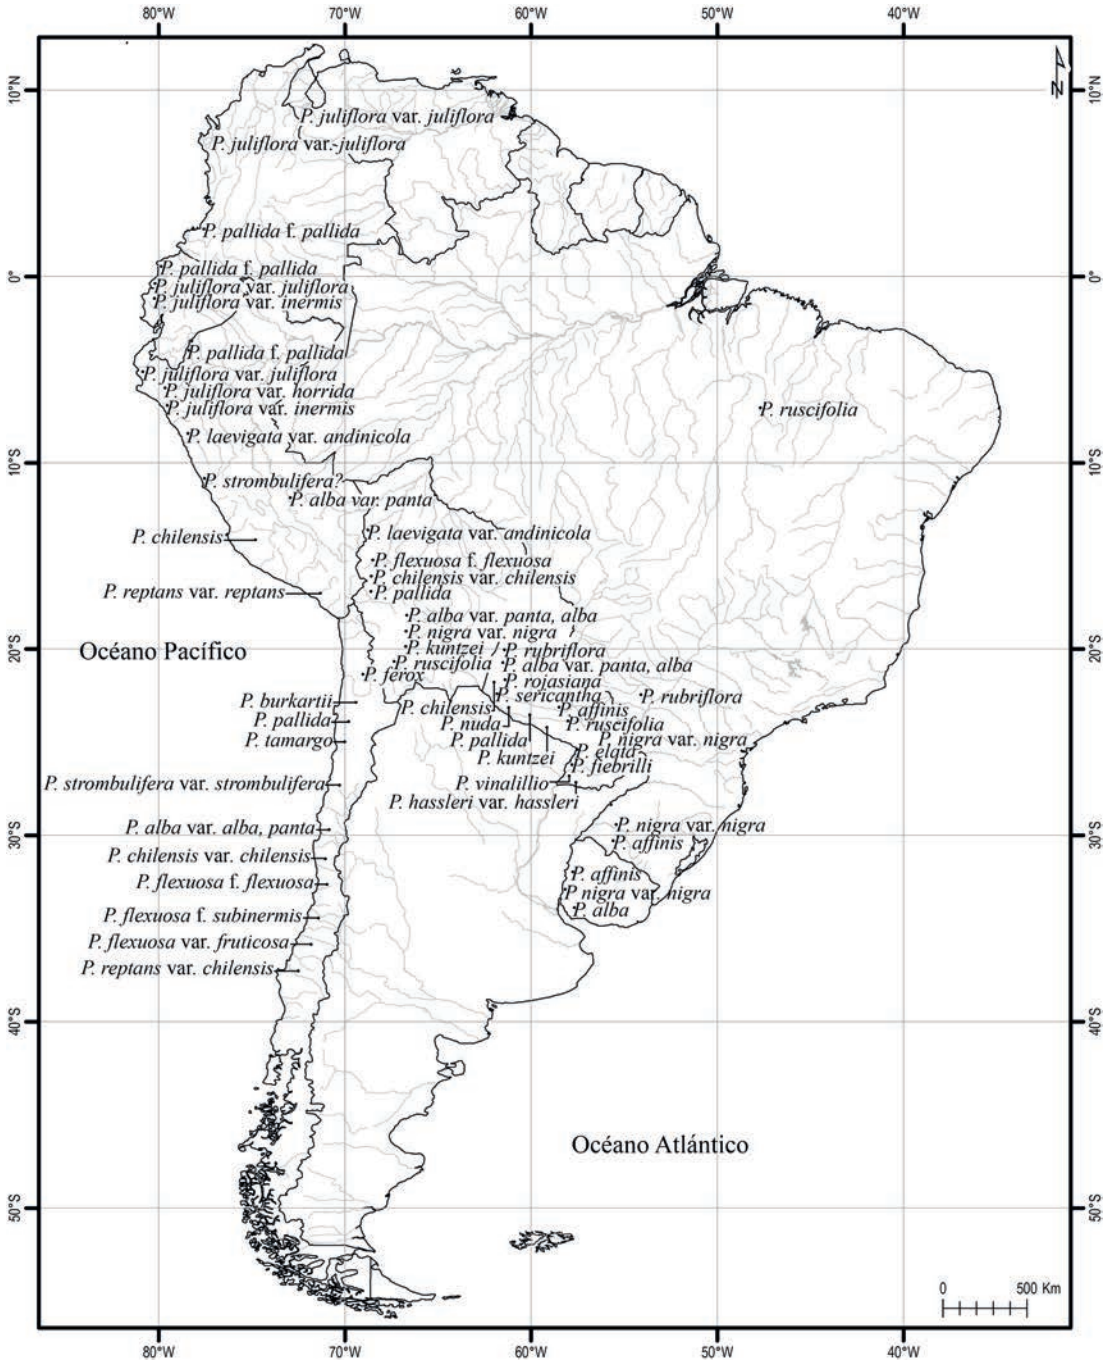 80°W 70°W 60°W 50°W 40°W
10°N 10°N
N
P. juliflora var. juliflora
P. juliflora var. juliflora
P. pallida f. pallida
P. pallida f. pallida
0° 0°
P. juliflora var. juliflora
P. juliflora var. inermis
P. pallida f. pallida
P. juliflora var. juliflora
P. juliflora var. horrida
P. juliflora var. inermis
P. ruscifolia
P. laevigata var. andinicola
10°S 10°S
P. strombulifera?
P. alba var. panta
P. chilensis
P. laevigata var. andinicola
P. flexuosa f. flexuosa
P. chilensis var. chilensis
P. reptans var. reptans
P. pallida
P. alba var. panta, alba
P. nigra var. nigra
P. kuntzei
P. rubriflora
20°S 20°S
Océano Pacífico
P. ruscifolia
P. alba var. panta, alba
P. ferox
P. rojasiana
P. sericantha
P. rubriflora
P. burkartii
P. chilensis
P. affinis
P. pallida
P. nuda
P. ruscifolia
P. tamargo
P. pallida
P. nigra var. nigra
P. kuntzei
P. elata
P. fiebrilli
P. strombulifera var. strombulifera
P. vinalillio
P. hassleri var. hassleri
P. alba var. alba, panta
P. nigra var. nigra
30°S 30°S
P. affinis
P. chilensis var. chilensis
P. affinis
P. flexuosa f. flexuosa
P. nigra var. nigra
P. alba
P. flexuosa f. subinermis
P. flexuosa var. fruticosa
P. reptans var. chilensis
40°S 40°S
Océano Atlántico
50°S 50°S
0 500 Km
80°W 70°W 60°W 50°W 40°W